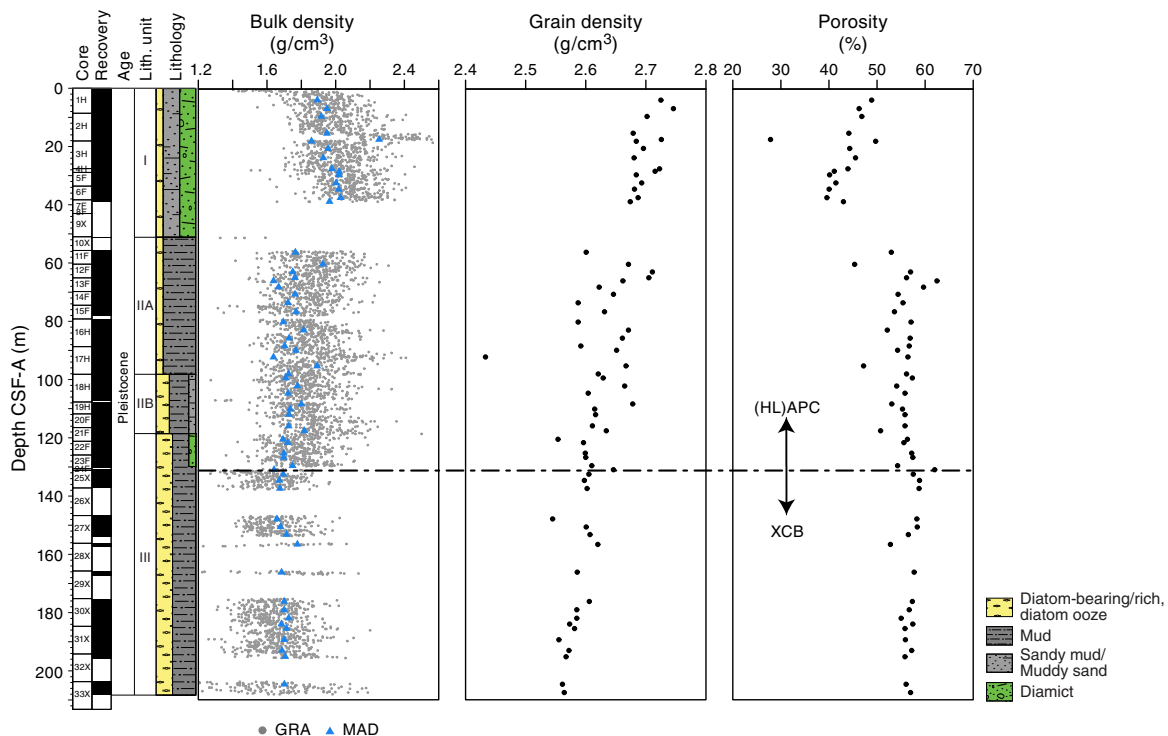 Bulk density
(g/cm³)
Grain density
(g/cm³)
Porosity
(%)
Core
Recovery
Age
Lith. unit
Lithology
1.2 1.6 2.0 2.4
2.4 2.5 2.6 2.7 2.8
20 30 40 50 60 70
Depth CSF-A (m)
0
20
40
60
80
100
120
140
160
180
200
1H
2H
3H
4H
5F
6F
7F
8F
9X
10X
11F
12F
13F
14F
15F
16H
17H
18H
19H
20F
21F
22F
23F
24F
25X
26X
27X
28X
29X
30X
31X
32X
33X
Pleistocene
I
IIA
IIB
III
(HL)APC
XCB
Diatom-bearing/rich,
diatom ooze
Mud
Sandy mud/
Muddy sand
Diamict
GRA MAD